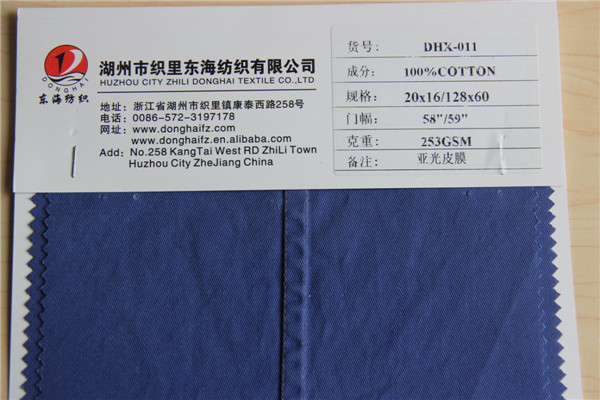 DONGHAI
东海纺织
湖州市织里东海纺织有限公司
HUZHOU CITY ZHILI DONGHAI TEXTILE CO.,LTD
地址：浙江省湖州市织里镇康泰西路258号
电话：0086-572-3197178
网址：www.donghaifz.com
www.donghaifz.en.alibaba.com
Add：No.258 KangTai West RD ZhiLi Town
Huzhou City ZheJiang China
货号：DHX-011
成分：100%COTTON
规格：20x16/128x60
门幅：58"/59"
克重：253GSM
备注：亚光皮膜